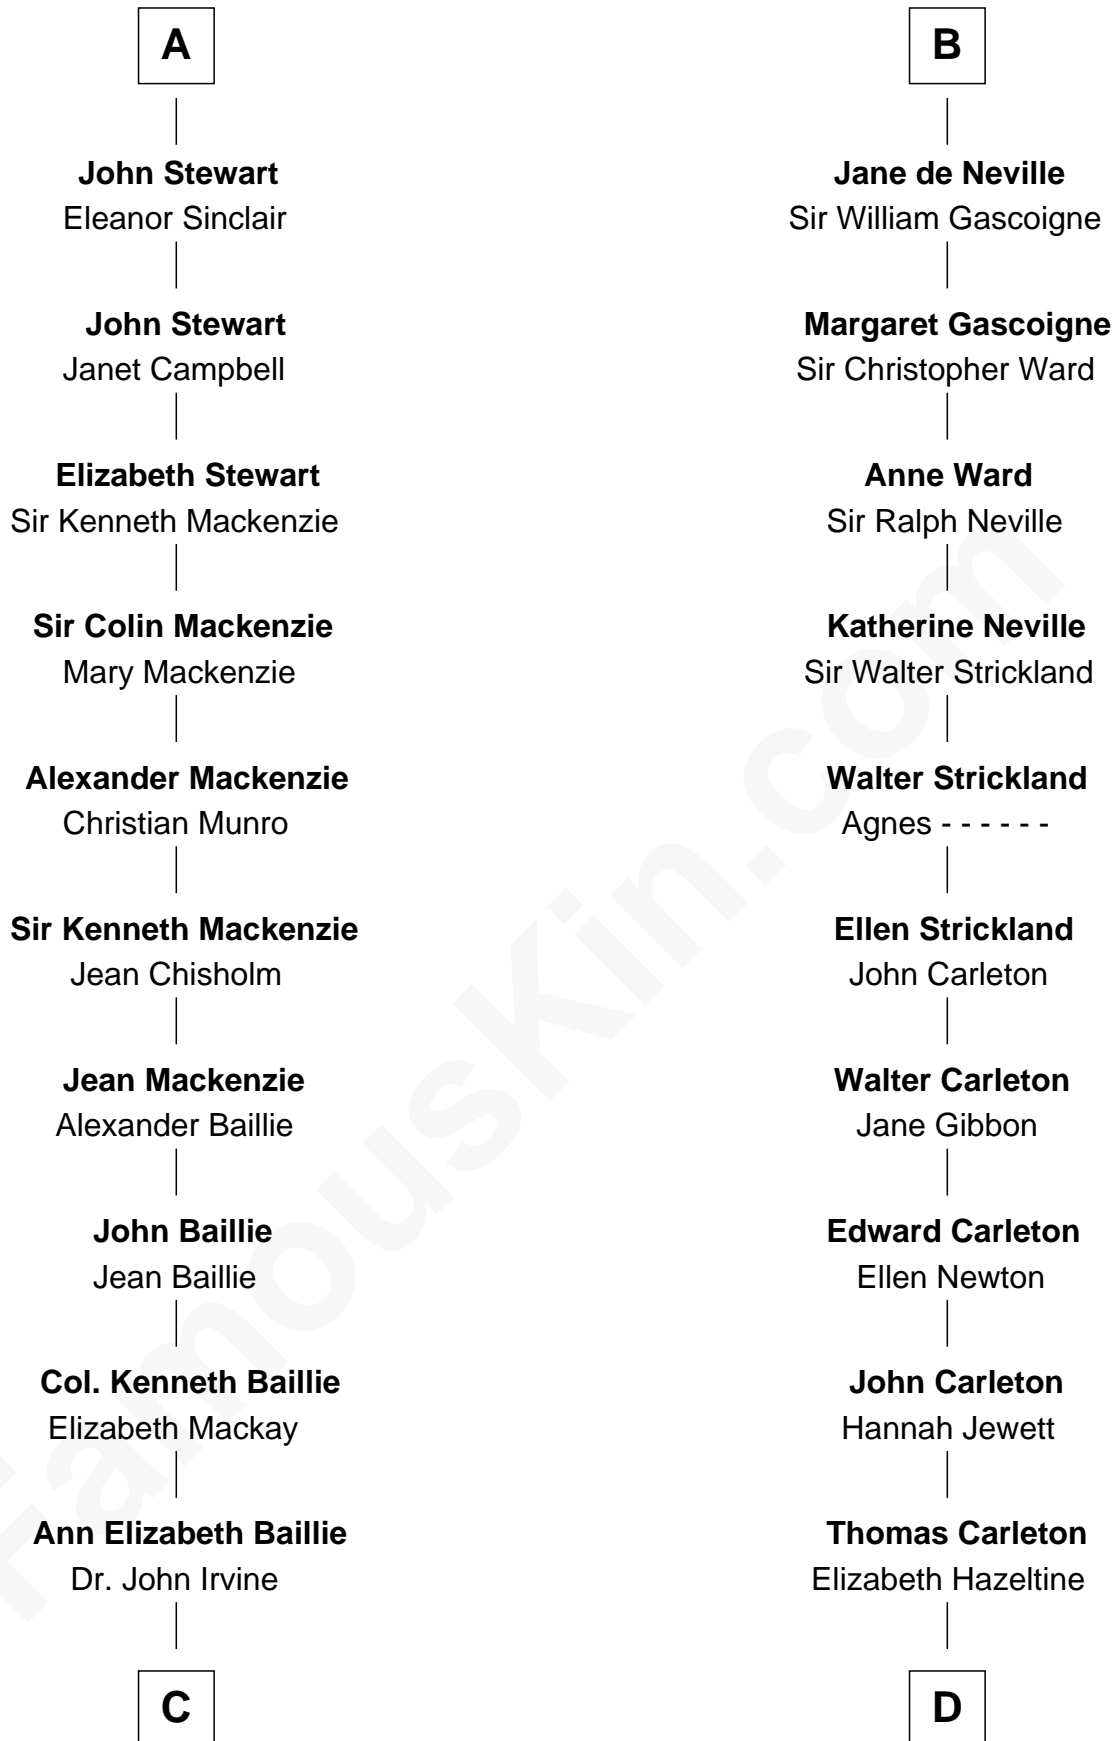 A
John Stewart
Eleanor Sinclair
John Stewart
Janet Campbell
Elizabeth Stewart
Sir Kenneth Mackenzie
Sir Colin Mackenzie
Mary Mackenzie
Alexander Mackenzie
Christian Munro
Sir Kenneth Mackenzie
Jean Chisholm
Jean Mackenzie
Alexander Baillie
John Baillie
Jean Baillie
Col. Kenneth Baillie
Elizabeth Mackay
Ann Elizabeth Baillie
Dr. John Irvine
C
B
Jane de Neville
Sir William Gascoigne
Margaret Gascoigne
Sir Christopher Ward
Anne Ward
Sir Ralph Neville
Katherine Neville
Sir Walter Strickland
Walter Strickland
Agnes - - - - - -
Ellen Strickland
John Carleton
Walter Carleton
Jane Gibbon
Edward Carleton
Ellen Newton
John Carleton
Hannah Jewett
Thomas Carleton
Elizabeth Hazeltine
D
FamousKin.com